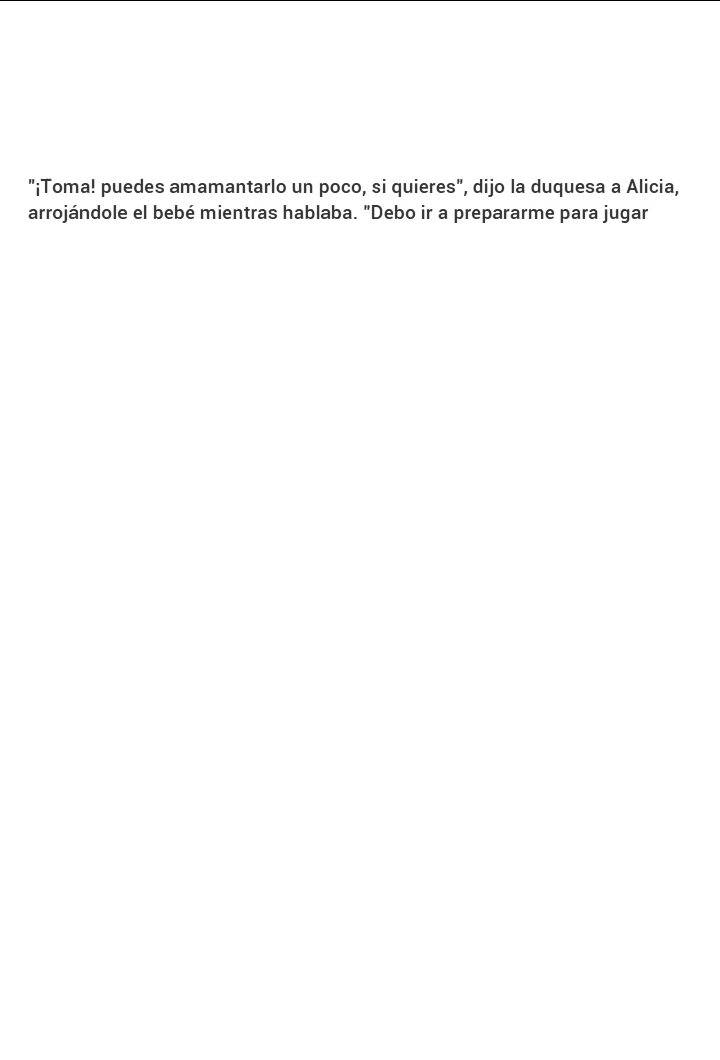 "¡Toma! puedes amamantarlo un poco, si quieres", dijo la duquesa a Alicia,
arrojándole el bebé mientras hablaba. "Debo ir a prepararme para jugar